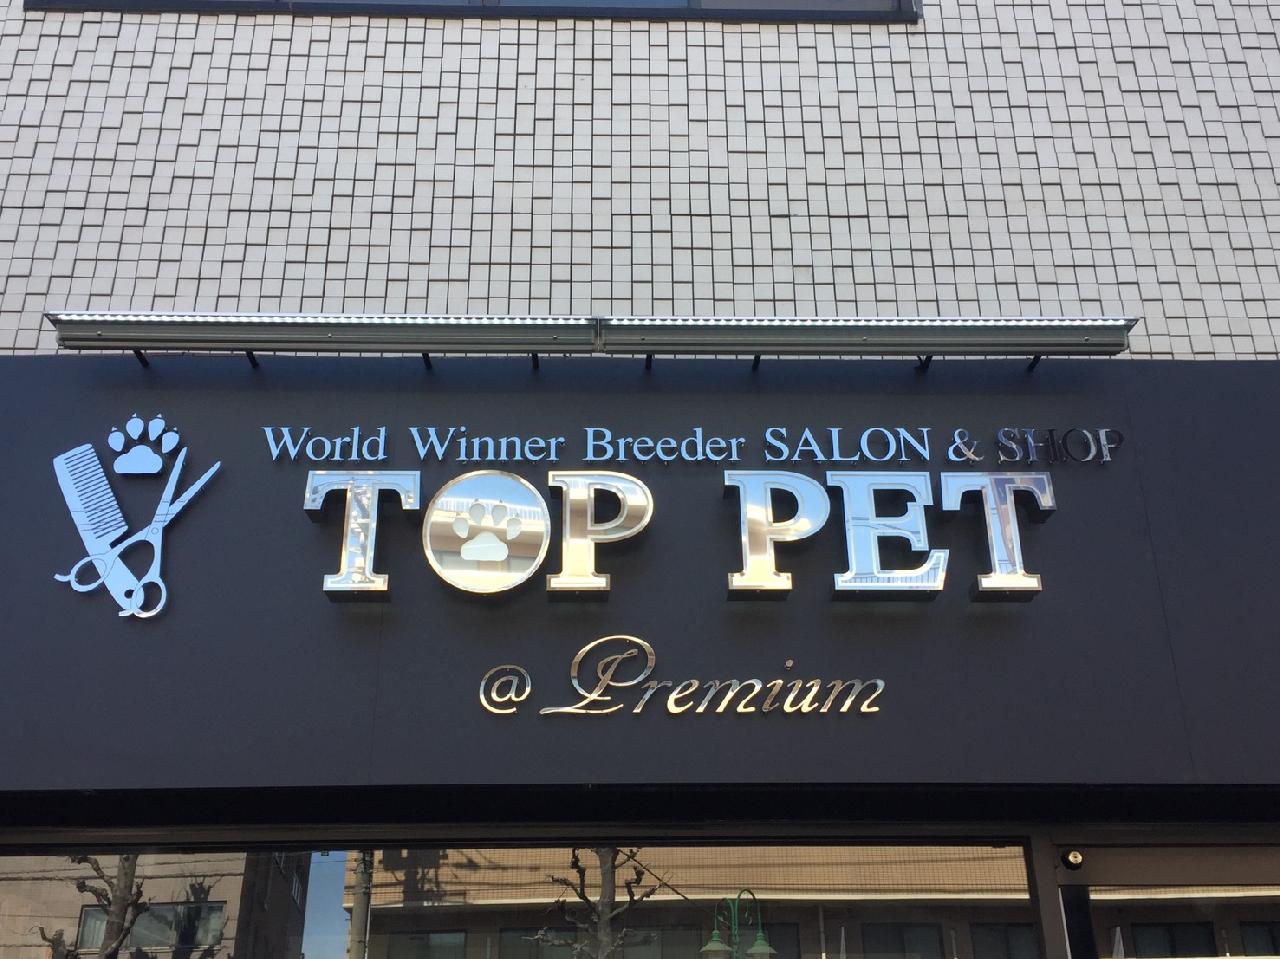 World Winner Breeder SALON & SHOP
TOP PET
@ Premium